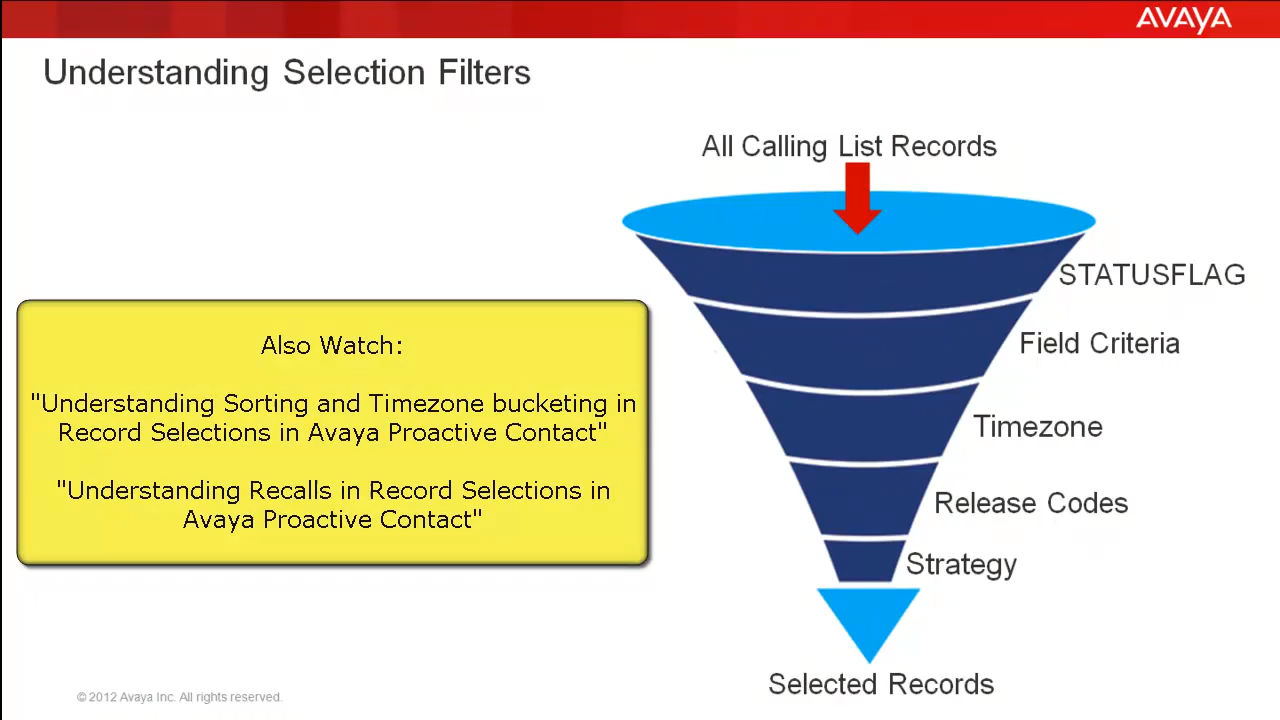 AVAYA
Understanding Selection Filters
All Calling List Records
STATUSFLAG
Field Criteria
Timezone
Release Codes
Strategy
Selected Records
Also Watch:
"Understanding Sorting and Timezone bucketing in
Record Selections in Avaya Proactive Contact"
"Understanding Recalls in Record Selections in
Avaya Proactive Contact"
© 2012 Avaya Inc. All rights reserved.